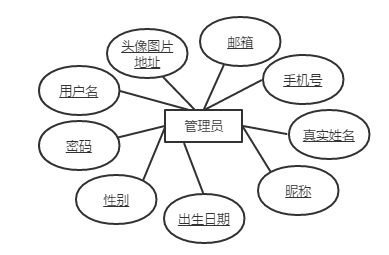 头像图片
地址
邮箱
用户名
手机号
管理员
真实姓名
密码
性别
昵称
出生日期